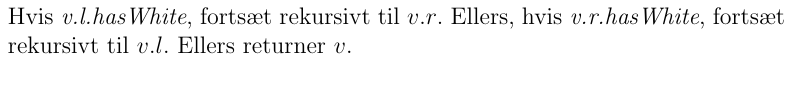 Hvis v.l.hasWhite, fortsæt rekursivt til v.r. Ellers, hvis v.r.hasWhite, fortsæt
rekursivt til v.l. Ellers returner v.